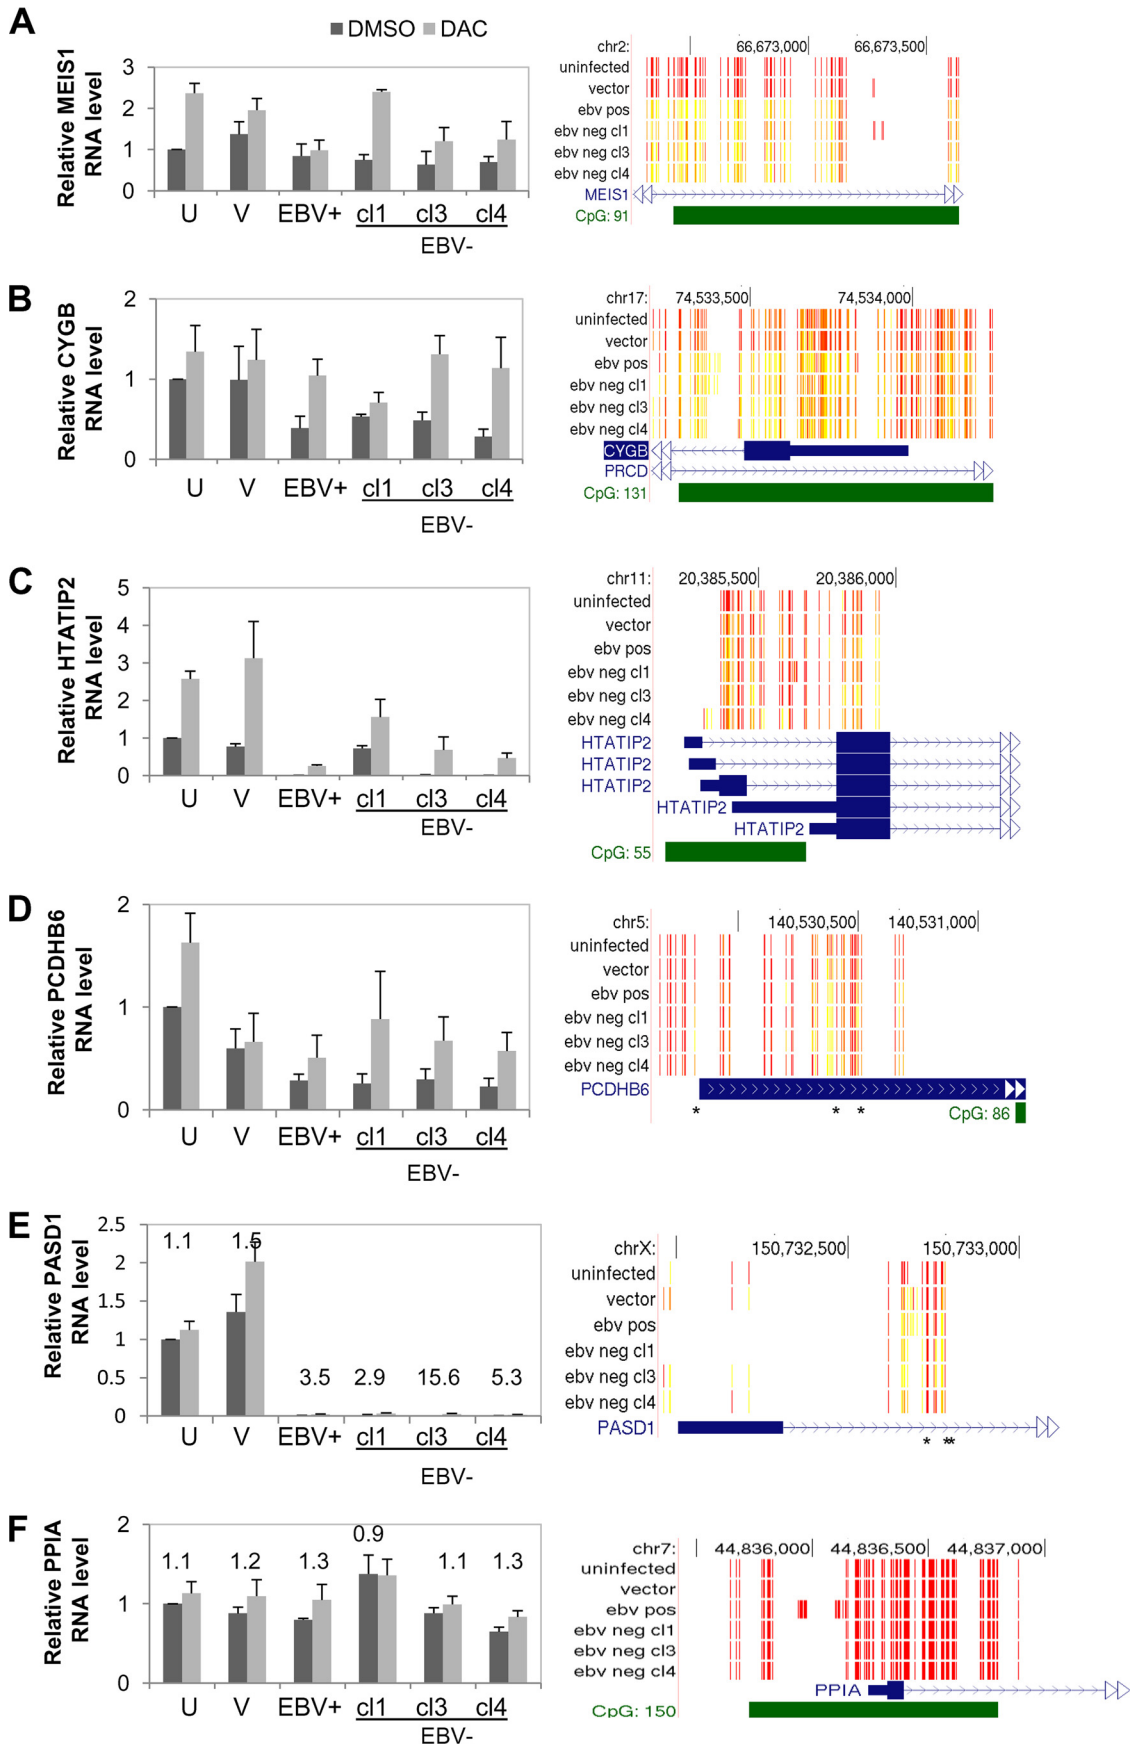 A
DMSO DAC
Relative MEIS1
RNA level
3
2
1
0
U V EBV+ cl1 cl3 cl4
EBV-
chr2: 66,673,000 66,673,500
uninfected
vector
ebv pos
ebv neg cl1
ebv neg cl3
ebv neg cl4
MEIS1
CpG: 91
B
Relative CYGB
RNA level
2
1
0
U V EBV+ cl1 cl3 cl4
EBV-
chr17: 74,533,500 74,534,000
uninfected
vector
ebv pos
ebv neg cl1
ebv neg cl3
ebv neg cl4
CYGB
PRCD
CpG: 131
C
Relative HTATIP2
RNA level
5
4
3
2
1
0
U V EBV+ cl1 cl3 cl4
EBV-
chr11: 20,385,500 20,386,000
uninfected
vector
ebv pos
ebv neg cl1
ebv neg cl3
ebv neg cl4
HTATIP2
HTATIP2
HTATIP2
HTATIP2
HTATIP2
CpG: 55
D
Relative PCDHB6
RNA level
2
1
0
U V EBV+ cl1 cl3 cl4
EBV-
chr5: 140,530,500 140,531,000
uninfected
vector
ebv pos
ebv neg cl1
ebv neg cl3
ebv neg cl4
PCDHB6
* * * CpG: 86
E
Relative PASD1
RNA level
2.5
2
1.5
1
0.5
0
1.1 1.5
3.5 2.9 15.6 5.3
U V EBV+ cl1 cl3 cl4
EBV-
chrX: 150,732,500 150,733,000
uninfected
vector
ebv pos
ebv neg cl1
ebv neg cl3
ebv neg cl4
PASD1
* **
F
Relative PPIA
RNA level
2
1
0
0.9
1.1 1.2 1.3 1.1 1.3
U V EBV+ cl1 cl3 cl4
EBV-
chr7: 44,836,000 44,836,500 44,837,000
uninfected
vector
ebv pos
ebv neg cl1
ebv neg cl3
ebv neg cl4
PPIA
CpG: 150